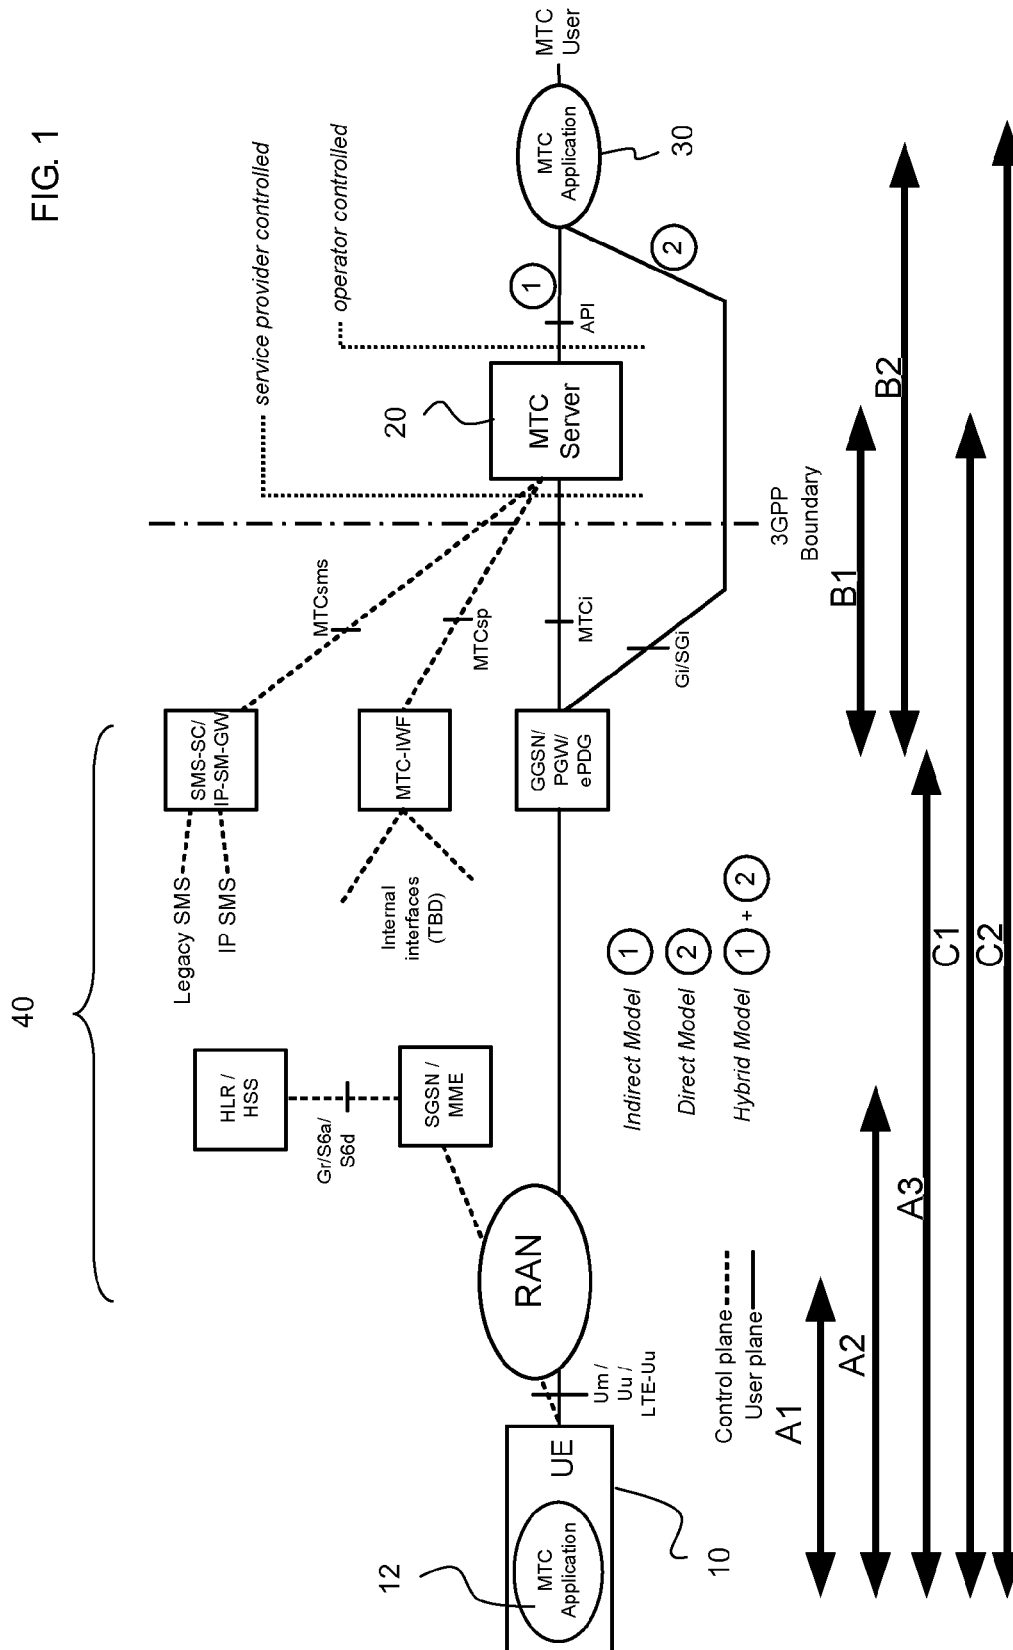 FIG. 1
40
Legacy SMS
IP SMS
SMS-SC/
IP-SM-GW
MTCsms
service provider controlled
operator controlled
HLR /
HSS
Gr/S6a/
S6d
SGSN /
MME
Internal
interfaces
(TBD)
MTC-IWF
MTCsp
20
MTC
Server
12
MTC
Application
UE
10
Um /
Uu /
LTE-Uu
RAN
GGSN/
PGW/
ePDG
MTCi
Gi/SGi
API
1
2
MTC
Application
30
MTC
User
3GPP
Boundary
Indirect Model 1
Direct Model 2
Hybrid Model 1 + 2
Control plane
User plane
A1
A2
A3
B1
B2
C1
C2